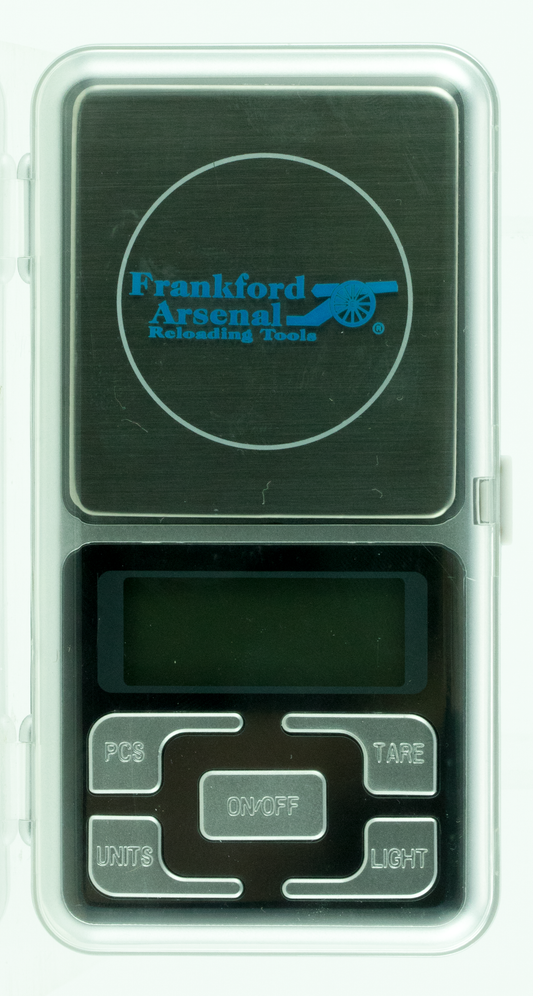 Frankford
Arsenal
Reloading Tools ®
PCS
TARE
ON/OFF
UNITS
LIGHT